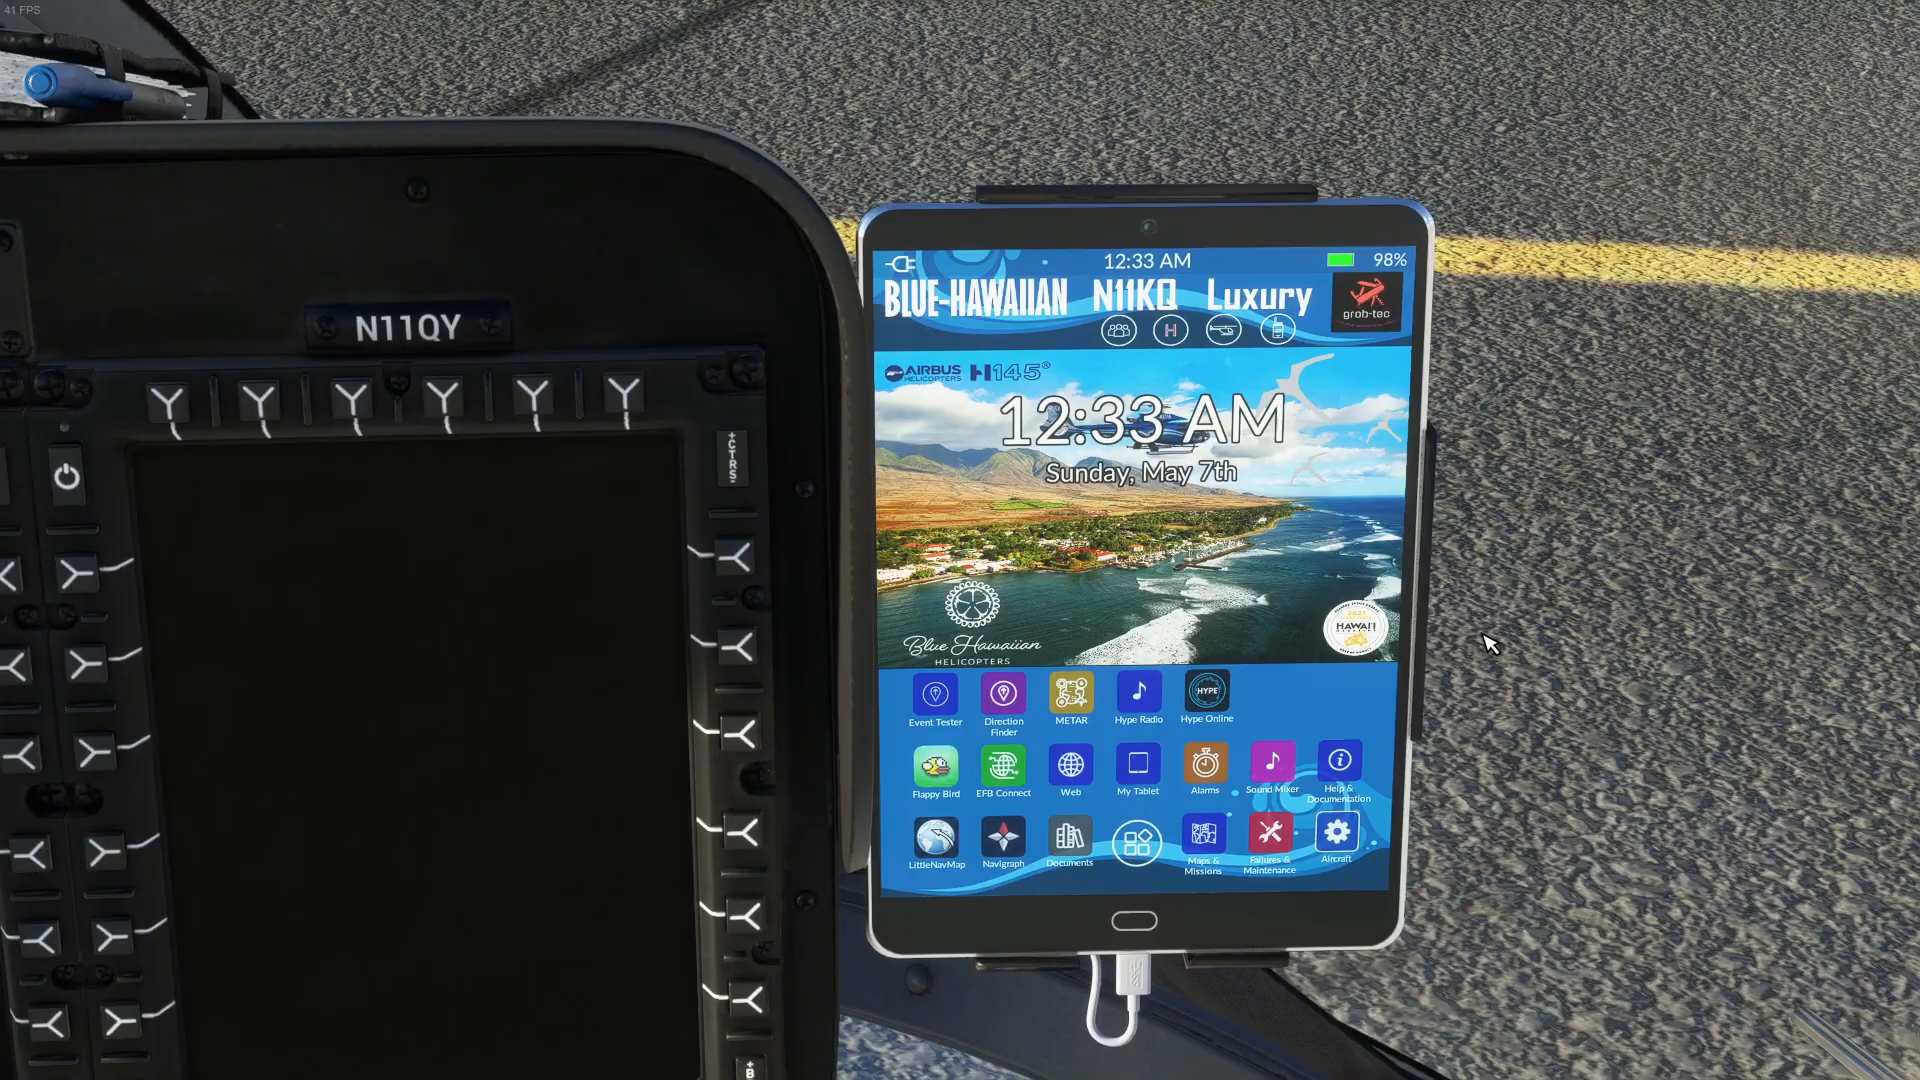 41 FPS
N11QY
+
CTRS
-
+
B
12:33 AM
98%
BLUE-HAWAIIAN N11KQ Luxury
grob-tec
H
AIRBUS
HELICOPTERS
H145
12:33 AM
Sunday, May 7th
Blue Hawaiian
HELICOPTERS
2021
HAWAI'I
HYPE
Event Tester
Direction
Finder
METAR
Hype Radio
Hype Online
Flappy Bird
EFB Connect
Web
My Tablet
Alarms
Sound Mixer
Help &
Documentation
LittleNavMap
Navigraph
Documents
Maps &
Missions
Failures &
Maintenance
Aircraft